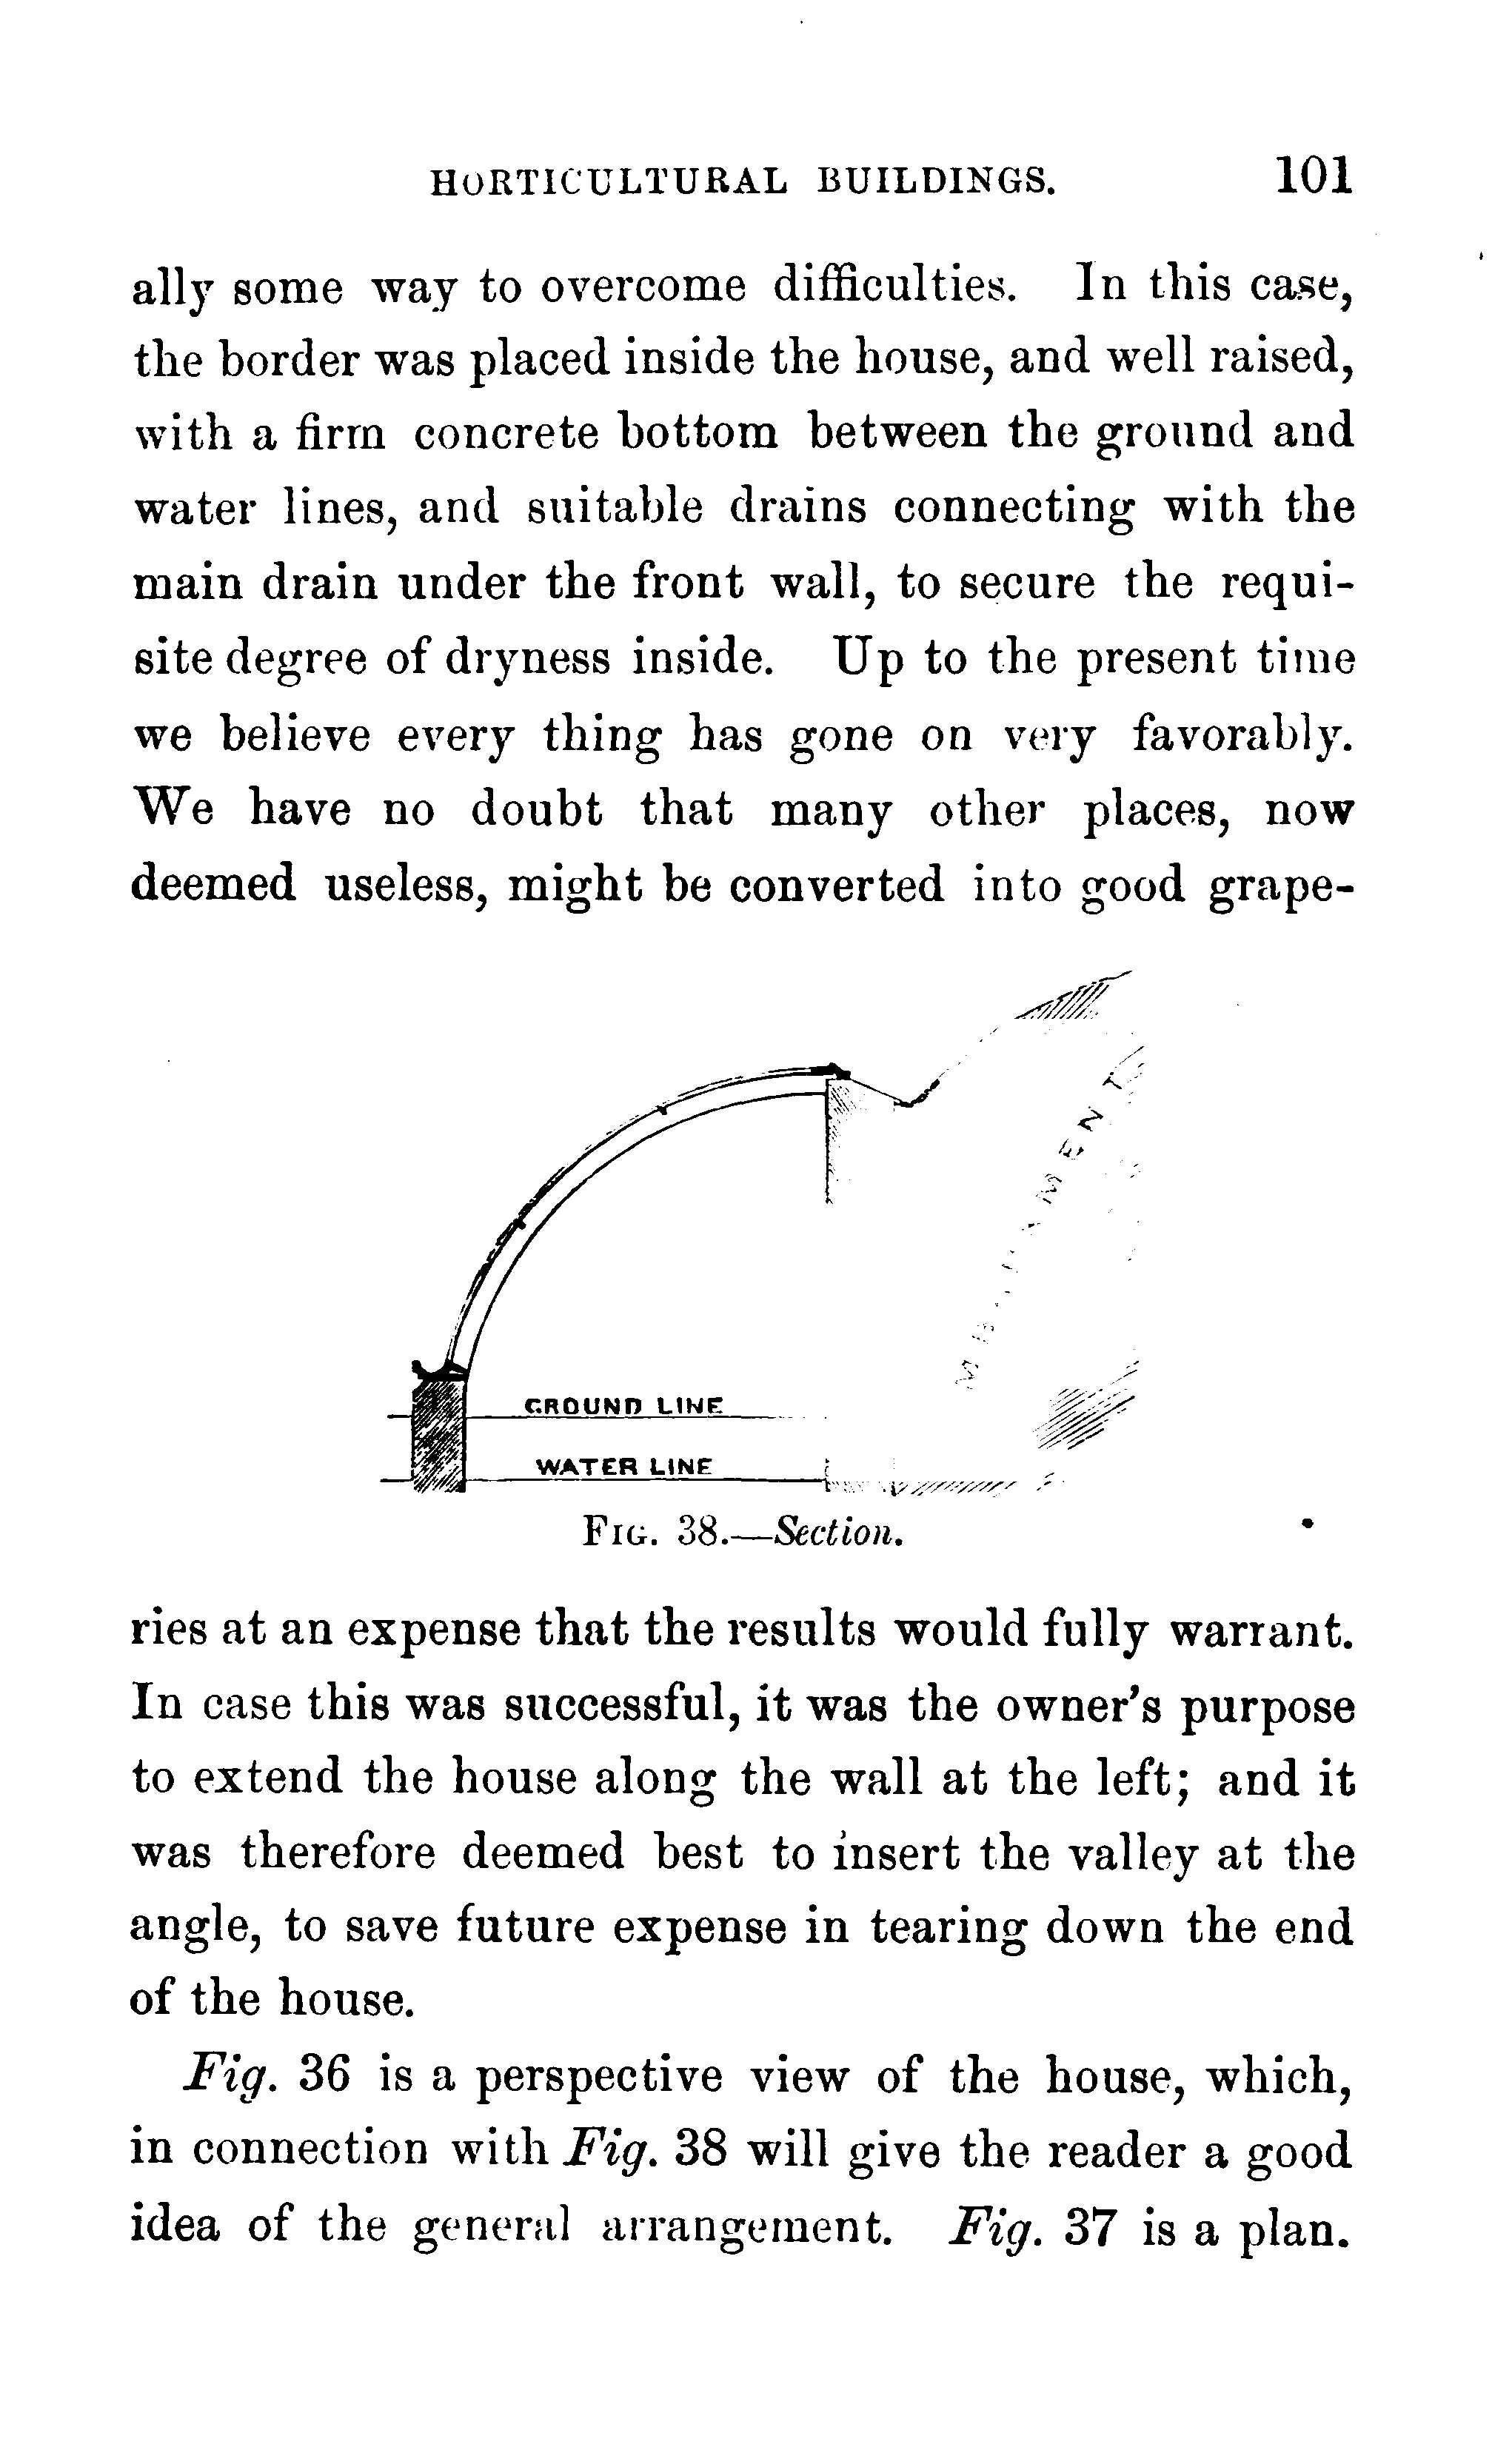 HORTICULTURAL BUILDINGS. 101
ally some way to overcome difficulties. In this case,
the border was placed inside the house, and well raised,
with a firm concrete bottom between the ground and
water lines, and suitable drains connecting with the
main drain under the front wall, to secure the requi-
site degree of dryness inside. Up to the present time
we believe every thing has gone on very favorably.
We have no doubt that many other places, now
deemed useless, might be converted into good grape-
GROUND LINE
WATER LINE
FIG. 38.—Section.
ries at an expense that the results would fully warrant.
In case this was successful, it was the owner's purpose
to extend the house along the wall at the left; and it
was therefore deemed best to insert the valley at the
angle, to save future expense in tearing down the end
of the house.
Fig. 36 is a perspective view of the house, which,
in connection with Fig. 38 will give the reader a good
idea of the general arrangement. Fig. 37 is a plan.